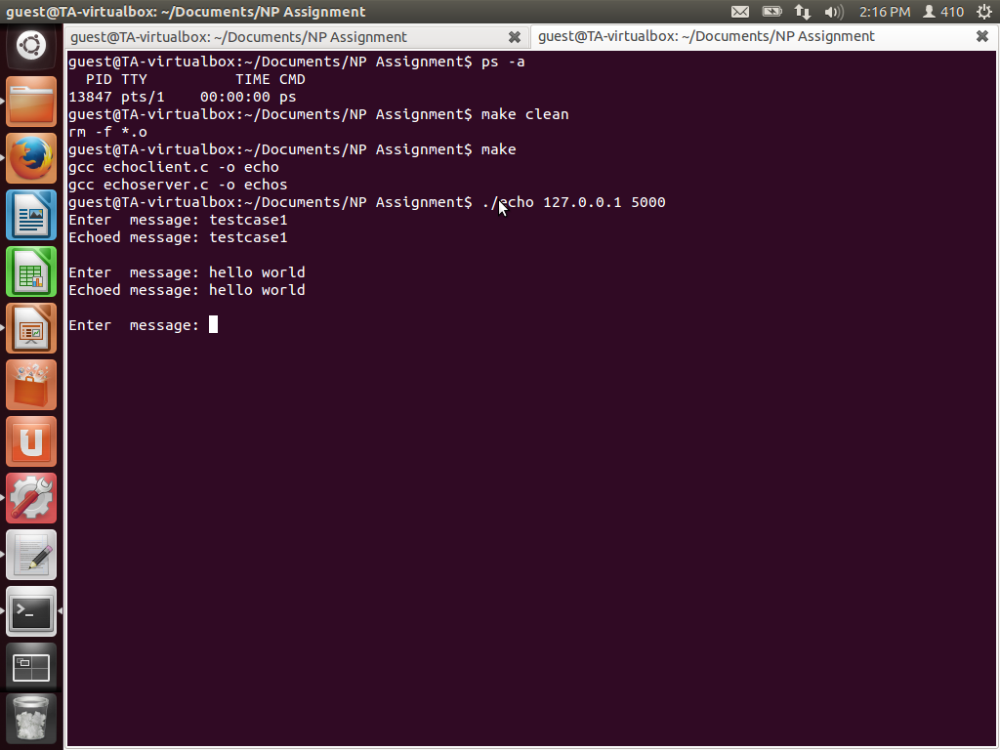 guest@TA-virtualbox: ~/Documents/NP Assignment
2:16 PM
410
guest@TA-virtualbox: ~/Documents/NP Assignment
guest@TA-virtualbox: ~/Documents/NP Assignment
guest@TA-virtualbox:~/Documents/NP Assignment$ ps -a
  PID TTY          TIME CMD
13847 pts/1    00:00:00 ps
guest@TA-virtualbox:~/Documents/NP Assignment$ make clean
rm -f *.o
guest@TA-virtualbox:~/Documents/NP Assignment$ make
gcc echoclient.c -o echo
gcc echoserver.c -o echos
guest@TA-virtualbox:~/Documents/NP Assignment$ ./echo 127.0.0.1 5000
Enter  message: testcase1
Echoed message: testcase1
Enter  message: hello world
Echoed message: hello world
Enter  message: